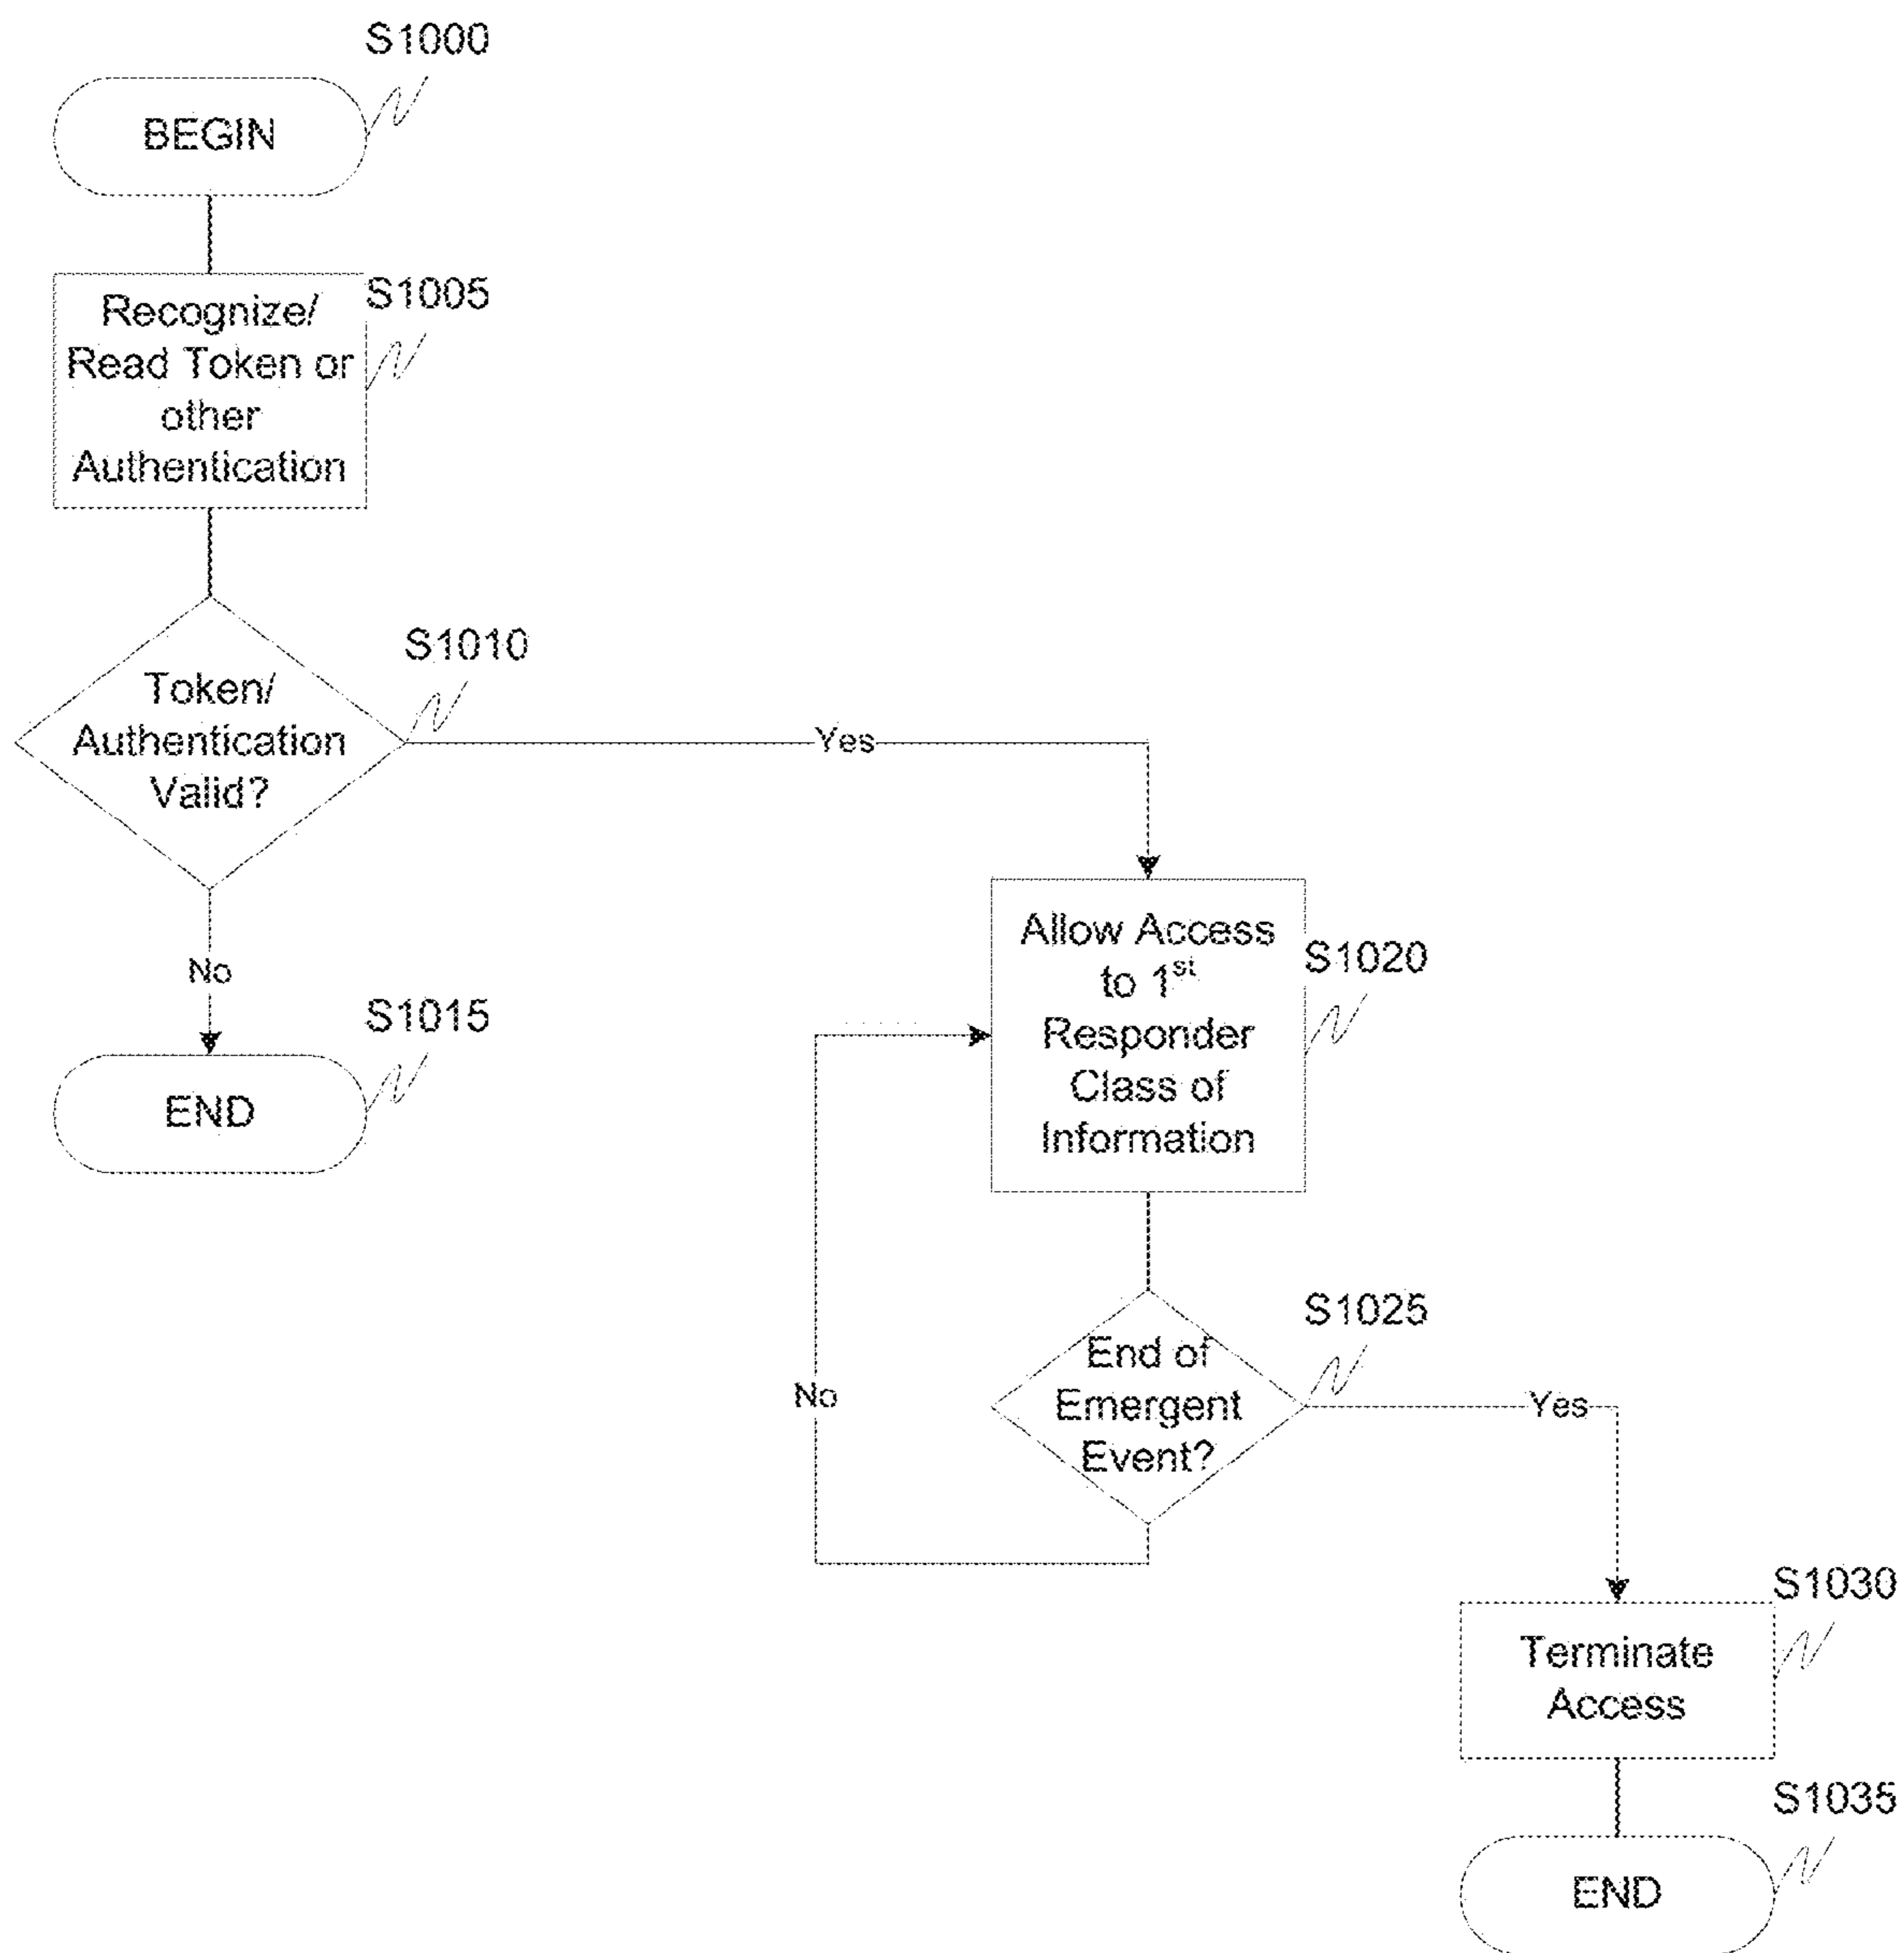 S1000
BEGIN
S1005
Recognize/
Read Token or
other
Authentication
S1010
Token/
Authentication
Valid?
Yes
No
S1015
END
Allow Access
to 1st
Responder
Class of
Information
S1020
S1025
End of
Emergent
Event?
No
Yes
S1030
Terminate
Access
S1035
END